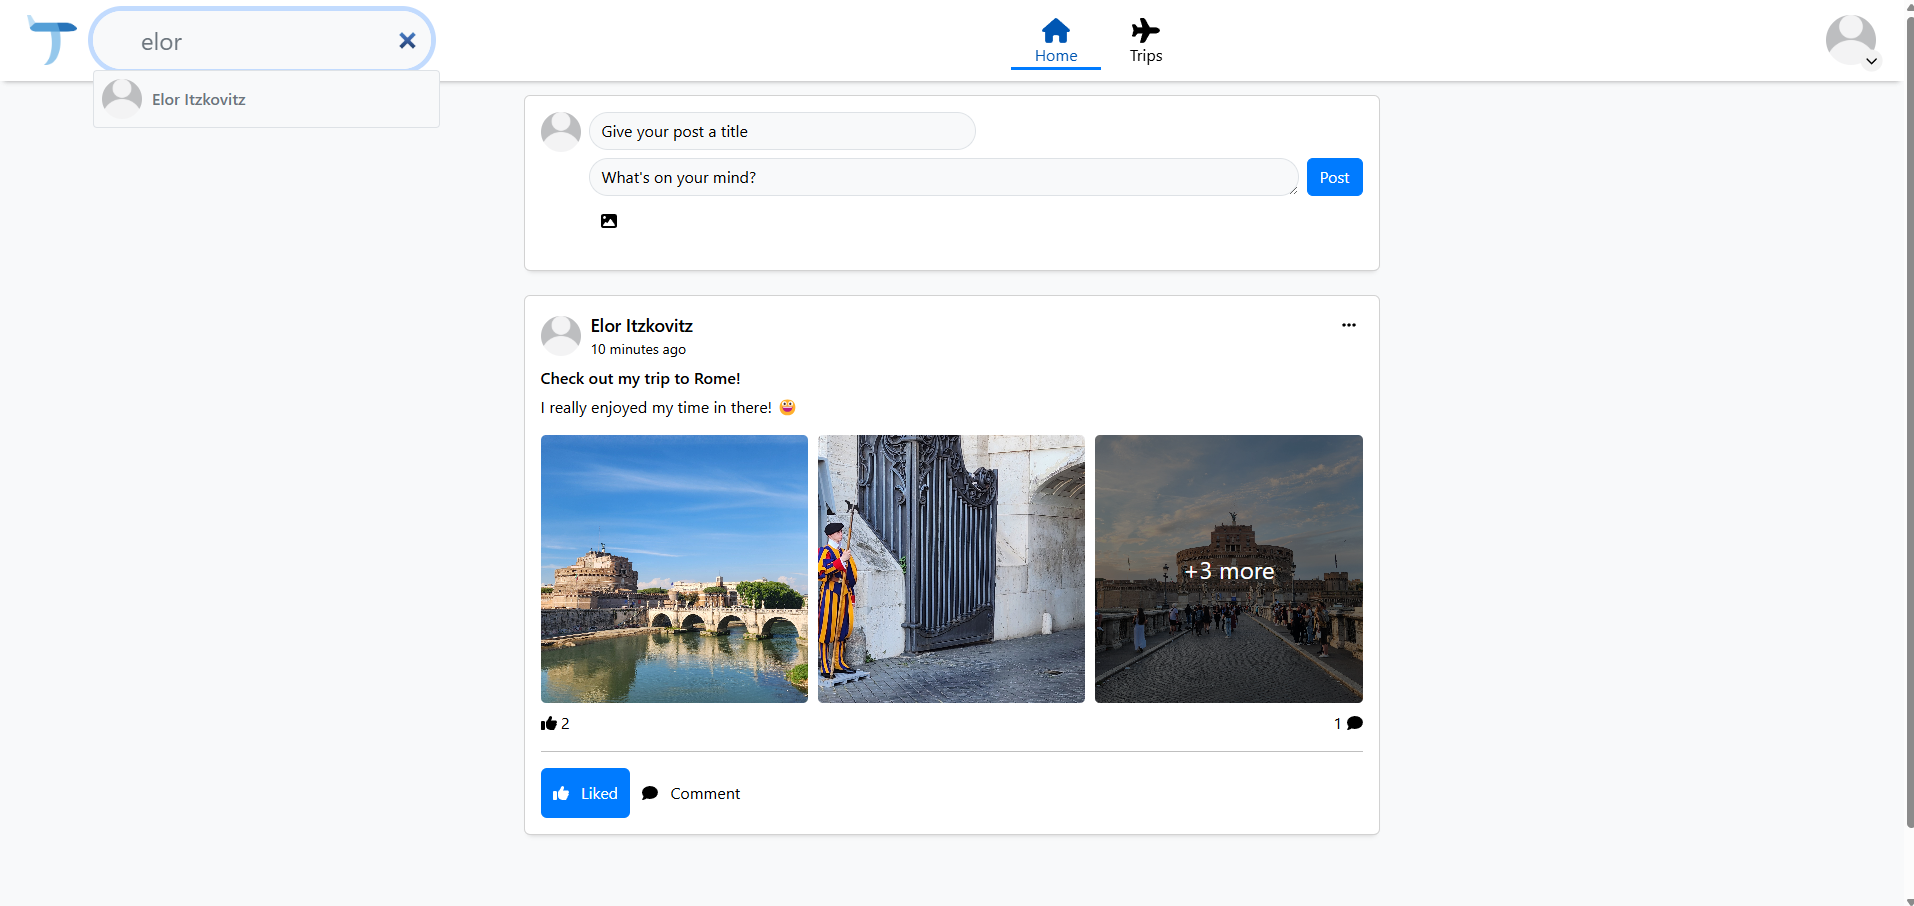 elor
Home
Trips
Elor Itzkovitz
Give your post a title
What's on your mind?
Post
Elor Itzkovitz
10 minutes ago
Check out my trip to Rome!
I really enjoyed my time in there! 😀
+3 more
2
1
Liked
Comment